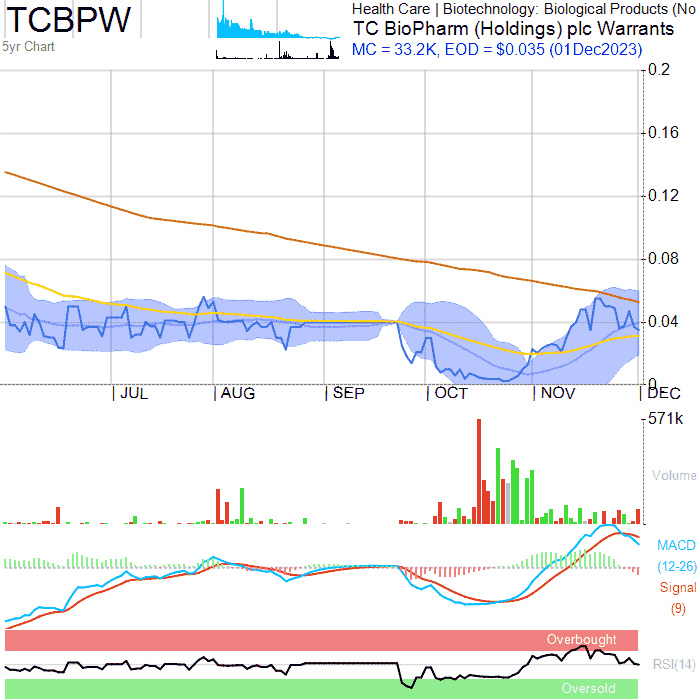 TCBPW
5yr Chart
Health Care | Biotechnology: Biological Products (No
TC BioPharm (Holdings) plc Warrants
MC = 33.2K, EOD = $0.035 (01Dec2023)
0.2
0.16
0.12
0.08
0.04
0
JUL
AUG
SEP
OCT
NOV
DEC
571k
Volume
MACD
(12-26)
Signal
(9)
Overbought
RSI(14)
Oversold